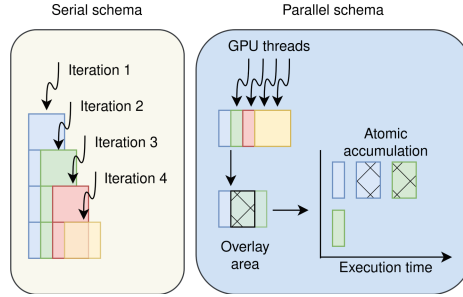 Serial schema
Iteration 1
Iteration 2
Iteration 3
Iteration 4
Parallel schema
GPU threads
Overlay
area
Atomic
accumulation
Execution time